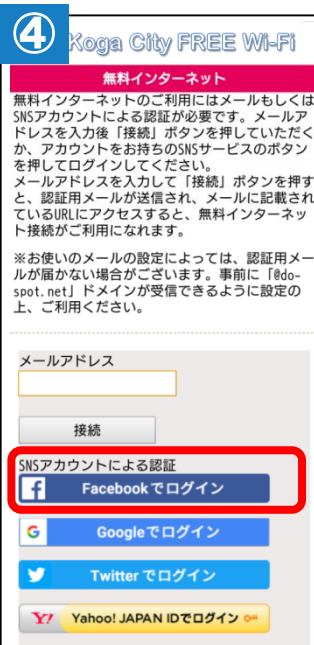 ④
Koga City FREE Wi-Fi
無料インターネット
無料インターネットのご利用にはメールもしくは
SNSアカウントによる認証が必要です。メールア
ドレスを入力後「接続」ボタンを押していただく
か、アカウントをお持ちのSNSサービスのボタン
を押してログインしてください。
メールアドレスを入力して「接続」ボタンを押す
と、認証用メールが送信され、メールに記載され
ているURLにアクセスすると、無料インターネッ
ト接続がご利用になれます。
※お使いのメールの設定によっては、認証用メー
ルが届かない場合がございます。事前に「@do-
spot.net」ドメインが受信できるように設定の
上、ご利用ください。
メールアドレス
接続
SNSアカウントによる認証
Facebookでログイン
Googleでログイン
Twitterでログイン
Y! Yahoo! JAPAN IDでログイン